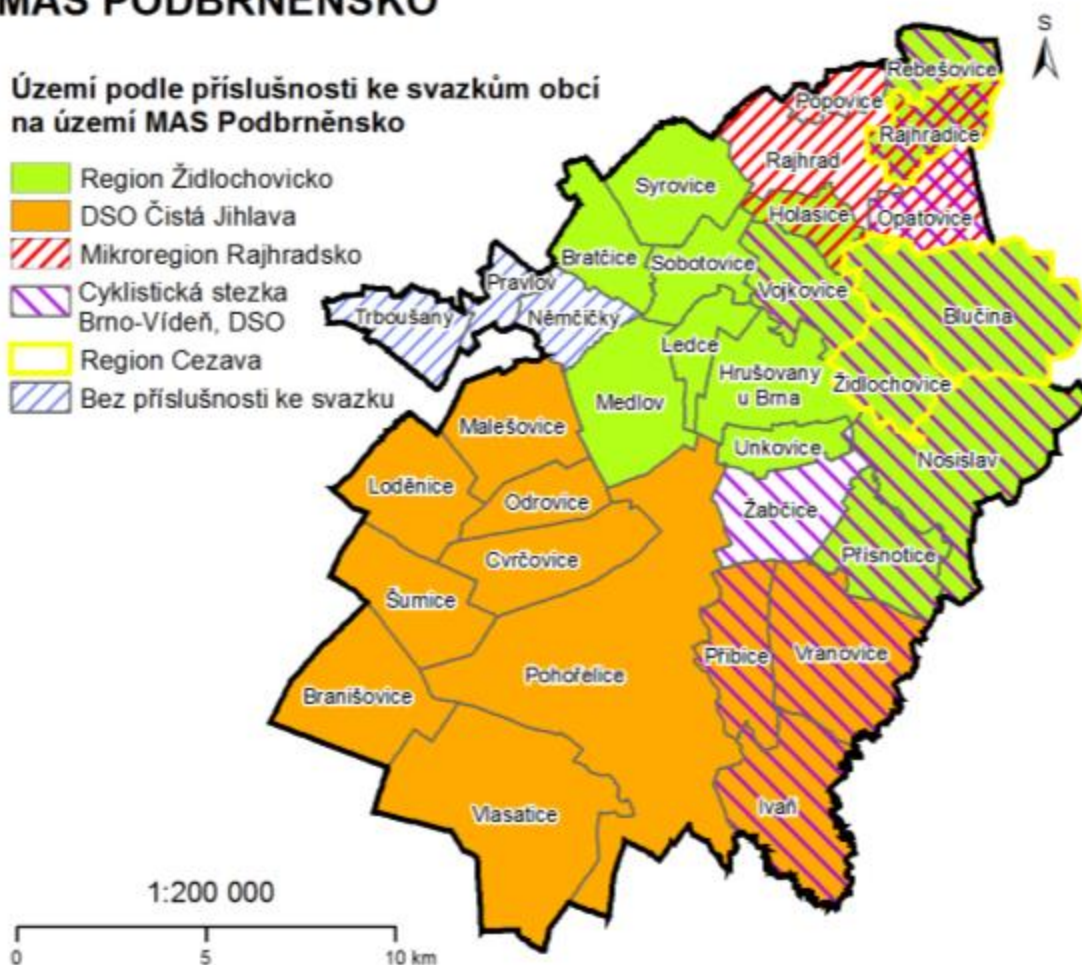 MAS PODBRNĚNSKO
S
Území podle příslušnosti ke svazkům obcí
na území MAS Podbrněnsko
Region Židlochovicko
DSO Čistá Jihlava
Mikroregion Rajhradsko
Cyklistická stezka
Brno-Vídeň, DSO
Region Cezava
Bez příslušnosti ke svazku
Rebešovice
Popovice
Rajhradice
Rajhrad
Syrovice
Holasice
Opatovice
Bratčice
Sobotovice
Pravlov
Vojkovice
Trboušany
Němčičky
Blučina
Ledce
Hrušovany
u Brna
Židlochovice
Medlov
Malešovice
Unkovice
Nosislav
Loděnice
Odrovice
Žabčice
Cvrčovice
Přísnotice
Šumice
Přibice
Vranovice
Pohořelice
Branišovice
Ivaň
Vlasatice
1:200 000
0
5
10 km